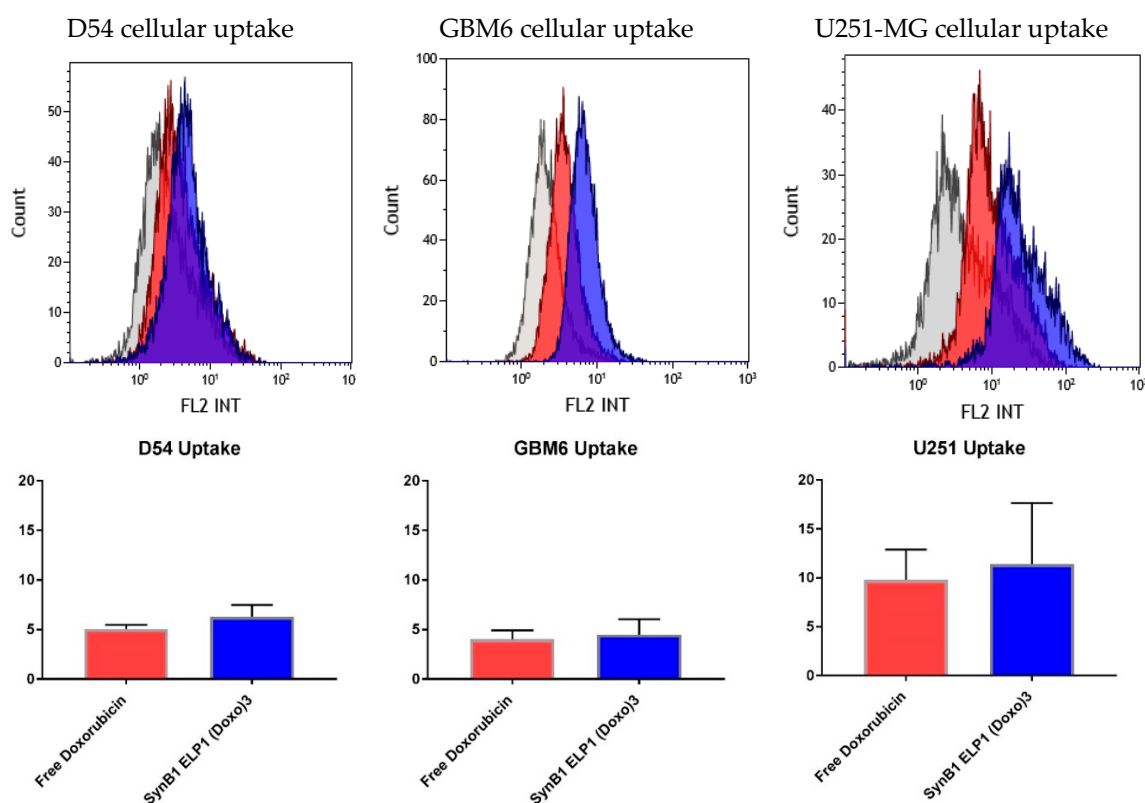 D54 cellular uptake
GBM6 cellular uptake
U251-MG cellular uptake
50
40
30
20
10
0
Count
10⁰
10¹
10²
10
FL2 INT
100
80
60
40
20
0
Count
10⁰
10¹
10²
10³
FL2 INT
40
30
20
10
0
Count
10⁰
10¹
10²
10
FL2 INT
D54 Uptake
20
15
10
5
0
Free Doxorubicin
SynB1 ELP1 (Doxo)3
GBM6 Uptake
20
15
10
5
0
Free Doxorubicin
SynB1 ELP1 (Doxo)3
U251 Uptake
20
15
10
5
0
Free Doxorubicin
SynB1 ELP1 (Doxo)3